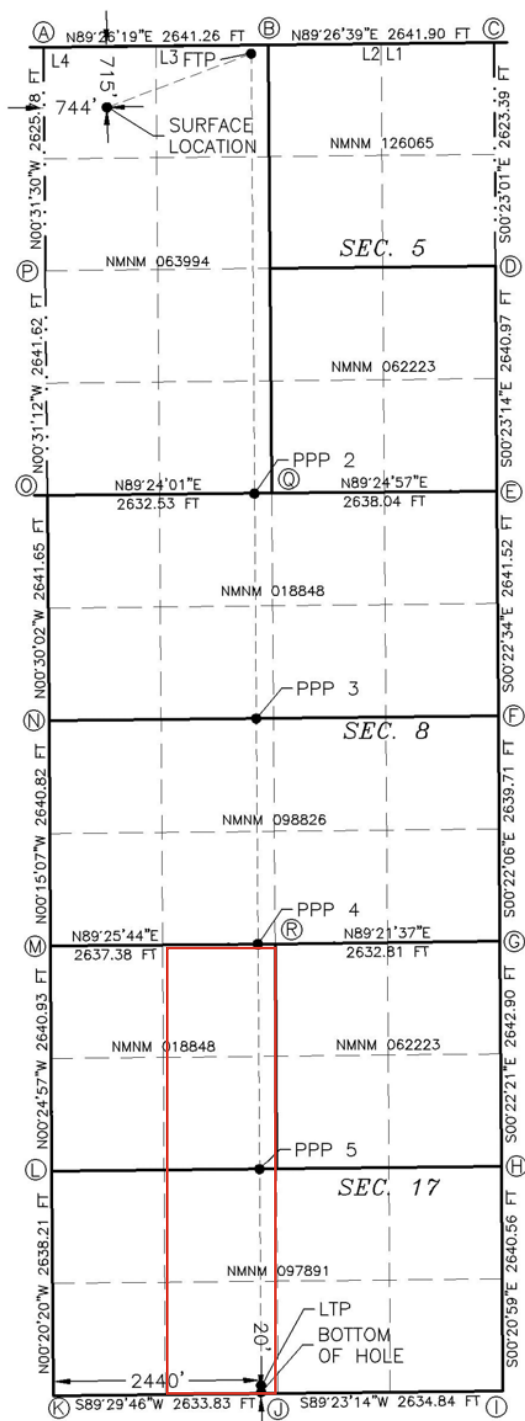 A
N89°26'19"E 2641.26 FT
B
N89°26'39"E 2641.90 FT
C
L4
L3
FTP
L2 L1
715'
744'
SURFACE
LOCATION
N00°31'30"W 2625.78 FT
S00°23'01"E 2623.39 FT
NMNM 126065
SEC. 5
P
NMNM 063994
D
N00°31'12"W 2641.62 FT
S00°23'14"E 2640.97 FT
NMNM 062223
PPP 2
O
N89°24'01"E
2632.53 FT
Q
N89°24'57"E
2638.04 FT
E
N00°30'02"W 2641.65 FT
S00°22'34"E 2641.52 FT
NMNM 018848
PPP 3
N
F
SEC. 8
N00°15'07"W 2640.82 FT
S00°22'06"E 2639.71 FT
NMNM 098826
PPP 4
M
N89°25'44"E
2637.38 FT
R
N89°21'37"E
2632.81 FT
G
N00°24'57"W 2640.93 FT
S00°22'21"E 2642.90 FT
NMNM 018848
NMNM 062223
PPP 5
L
H
SEC. 17
N00°20'20"W 2638.21 FT
S00°20'59"E 2640.56 FT
NMNM 097891
LTP
BOTTOM
OF HOLE
20'
2440'
K
S89°29'46"W 2633.83 FT
J
S89°23'14"W 2634.84 FT
I